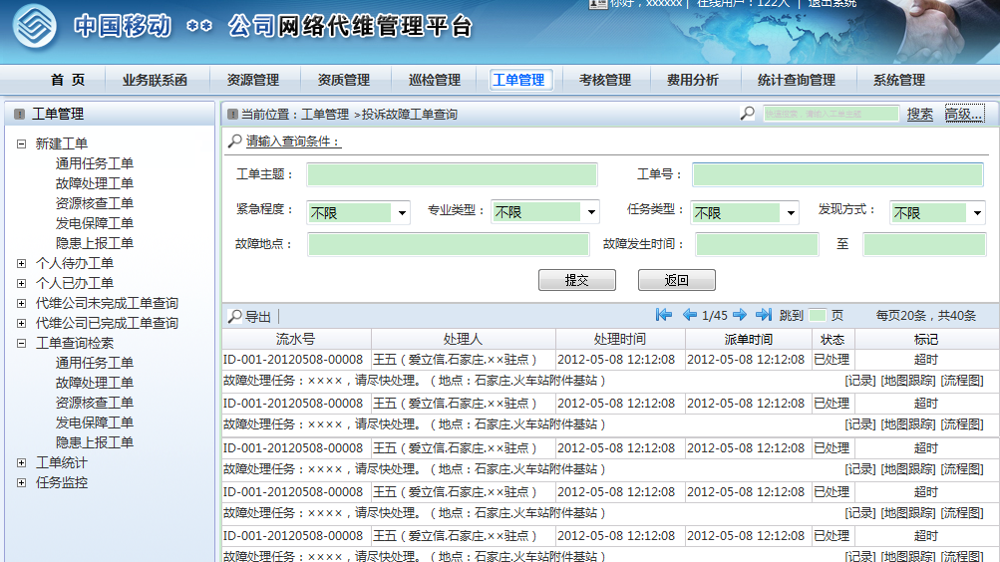 你好，xxxxxx | 在线用户：122人 | 退出系统
中国移动 ** 公司网络代维管理平台
首 页 业务联系函 资源管理 资质管理 巡检管理 工单管理 考核管理 费用分析 统计查询管理 系统管理
工单管理
新建工单
通用任务工单
故障处理工单
资源核查工单
发电保障工单
隐患上报工单
个人待办工单
个人已办工单
代维公司未完成工单查询
代维公司已完成工单查询
工单查询检索
通用任务工单
故障处理工单
资源核查工单
发电保障工单
隐患上报工单
工单统计
任务监控
当前位置：工单管理 >投诉故障工单查询 搜索 高级...
请输入查询条件：
工单主题： 工单号：
紧急程度： 不限 专业类型： 不限 任务类型： 不限 发现方式： 不限
故障地点： 故障发生时间： 至
提交 返回
导出 1/45 跳到 页 每页20条，共40条
流水号 处理人 处理时间 派单时间 状态 标记
ID-001-20120508-00008 王五（爱立信.石家庄.××驻点） 2012-05-08 12:12:08 2012-05-08 12:12:08 已处理 超时
故障处理任务：××××，请尽快处理。（地点：石家庄.火车站附件基站） [记录] [地图跟踪] [流程图]
ID-001-20120508-00008 王五（爱立信.石家庄.××驻点） 2012-05-08 12:12:08 2012-05-08 12:12:08 已处理 超时
故障处理任务：××××，请尽快处理。（地点：石家庄.火车站附件基站） [记录] [地图跟踪] [流程图]
ID-001-20120508-00008 王五（爱立信.石家庄.××驻点） 2012-05-08 12:12:08 2012-05-08 12:12:08 已处理 超时
故障处理任务：××××，请尽快处理。（地点：石家庄.火车站附件基站） [记录] [地图跟踪] [流程图]
ID-001-20120508-00008 王五（爱立信.石家庄.××驻点） 2012-05-08 12:12:08 2012-05-08 12:12:08 已处理 超时
故障处理任务：××××，请尽快处理。（地点：石家庄.火车站附件基站） [记录] [地图跟踪] [流程图]
ID-001-20120508-00008 王五（爱立信.石家庄.××驻点） 2012-05-08 12:12:08 2012-05-08 12:12:08 已处理 超时
故障处理任务：××××，请尽快处理。（地点：石家庄.火车站附件基站） [记录] [地图跟踪] [流程图]